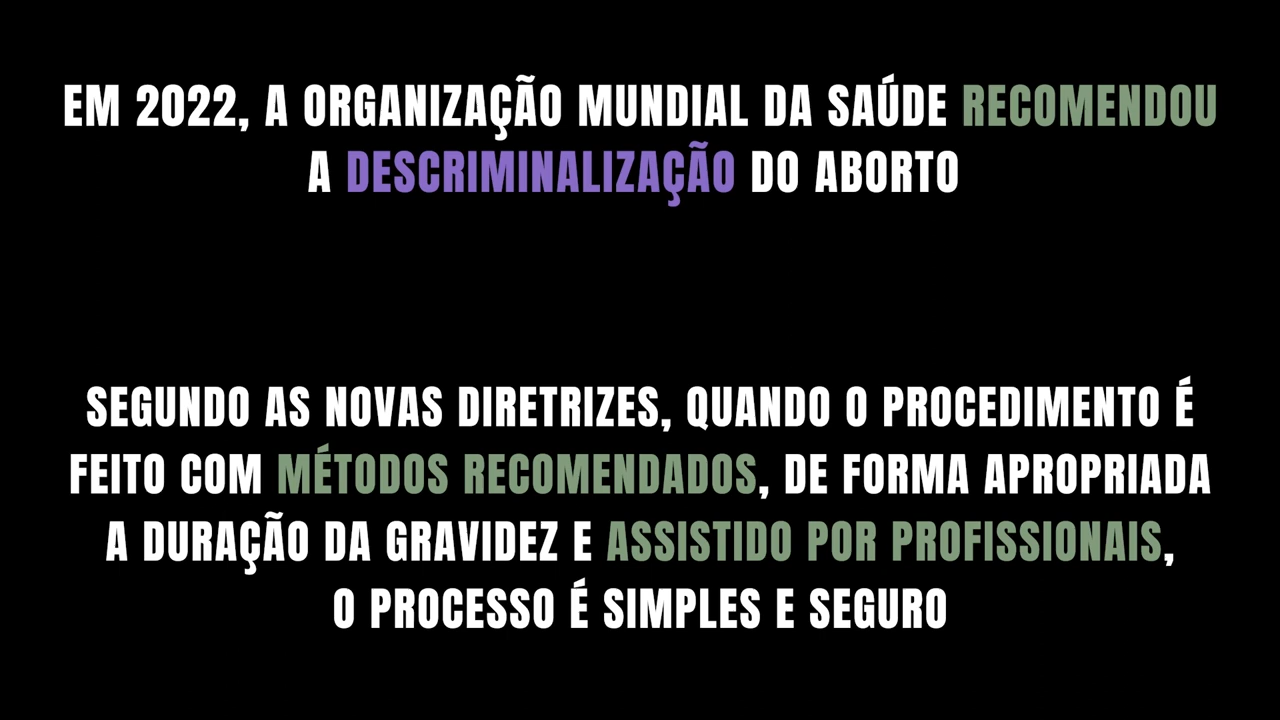 EM 2022, A ORGANIZAÇÃO MUNDIAL DA SAÚDE RECOMENDOU
A DESCRIMINALIZAÇÃO DO ABORTO
SEGUNDO AS NOVAS DIRETRIZES, QUANDO O PROCEDIMENTO É
FEITO COM MÉTODOS RECOMENDADOS, DE FORMA APROPRIADA
A DURAÇÃO DA GRAVIDEZ E ASSISTIDO POR PROFISSIONAIS,
O PROCESSO É SIMPLES E SEGURO